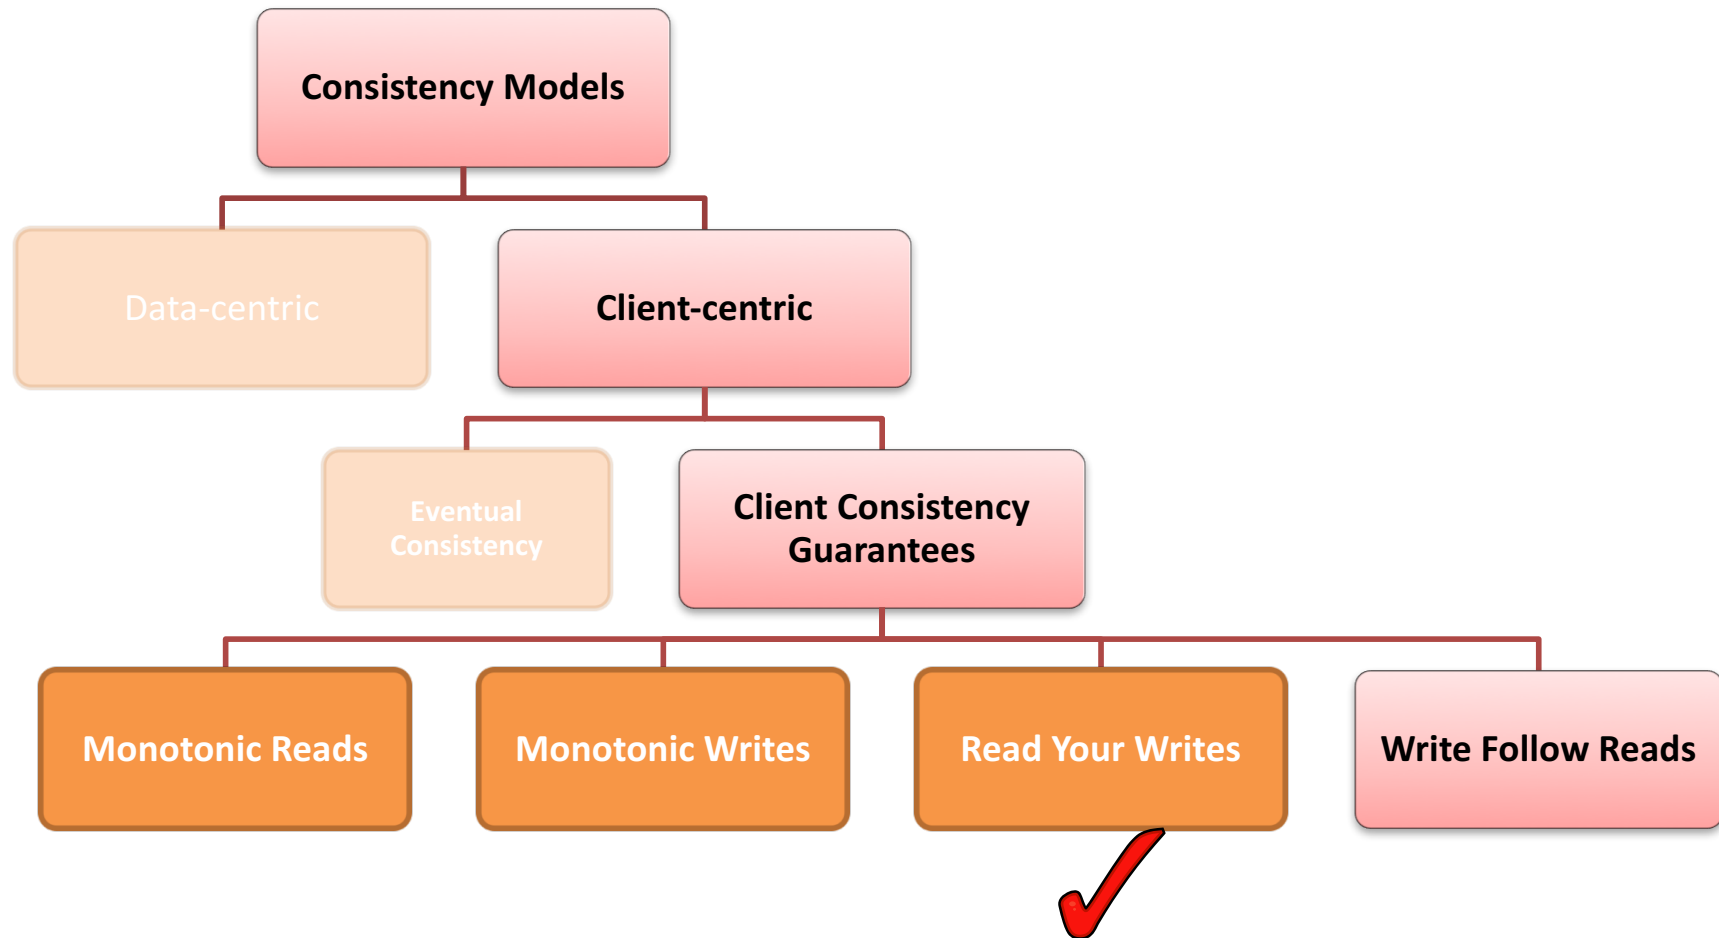 Consistency Models
Data-centric
Client-centric
Eventual
Consistency
Client Consistency
Guarantees
Monotonic Reads
Monotonic Writes
Read Your Writes
Write Follow Reads